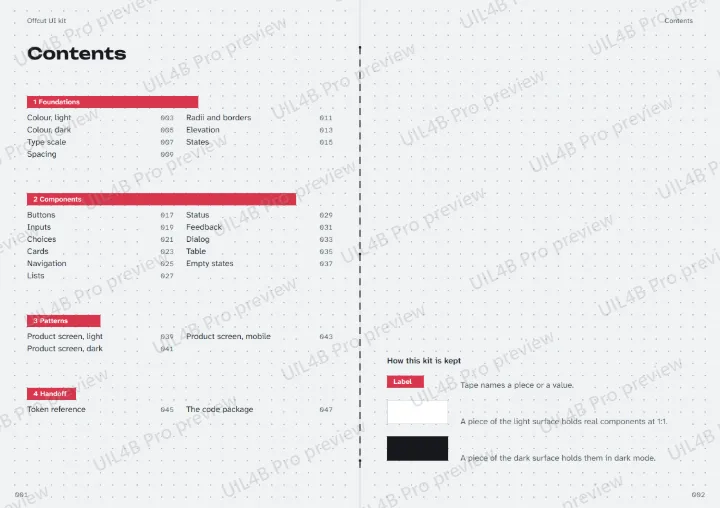 Offcut UI kit
Contents
Contents
1 Foundations
Colour, light 003
Colour, dark 005
Type scale 007
Spacing 009
Radii and borders 011
Elevation 013
States 015
2 Components
Buttons 017
Inputs 019
Choices 021
Cards 023
Navigation 025
Lists 027
Status 029
Feedback 031
Dialog 033
Table 035
Empty states 037
3 Patterns
Product screen, light 039
Product screen, dark 041
Product screen, mobile 043
4 Handoff
Token reference 045
The code package 047
How this kit is kept
Label
Tape names a piece or a value.
A piece of the light surface holds real components at 1:1.
A piece of the dark surface holds them in dark mode.
001
002
UIL4B Pro preview